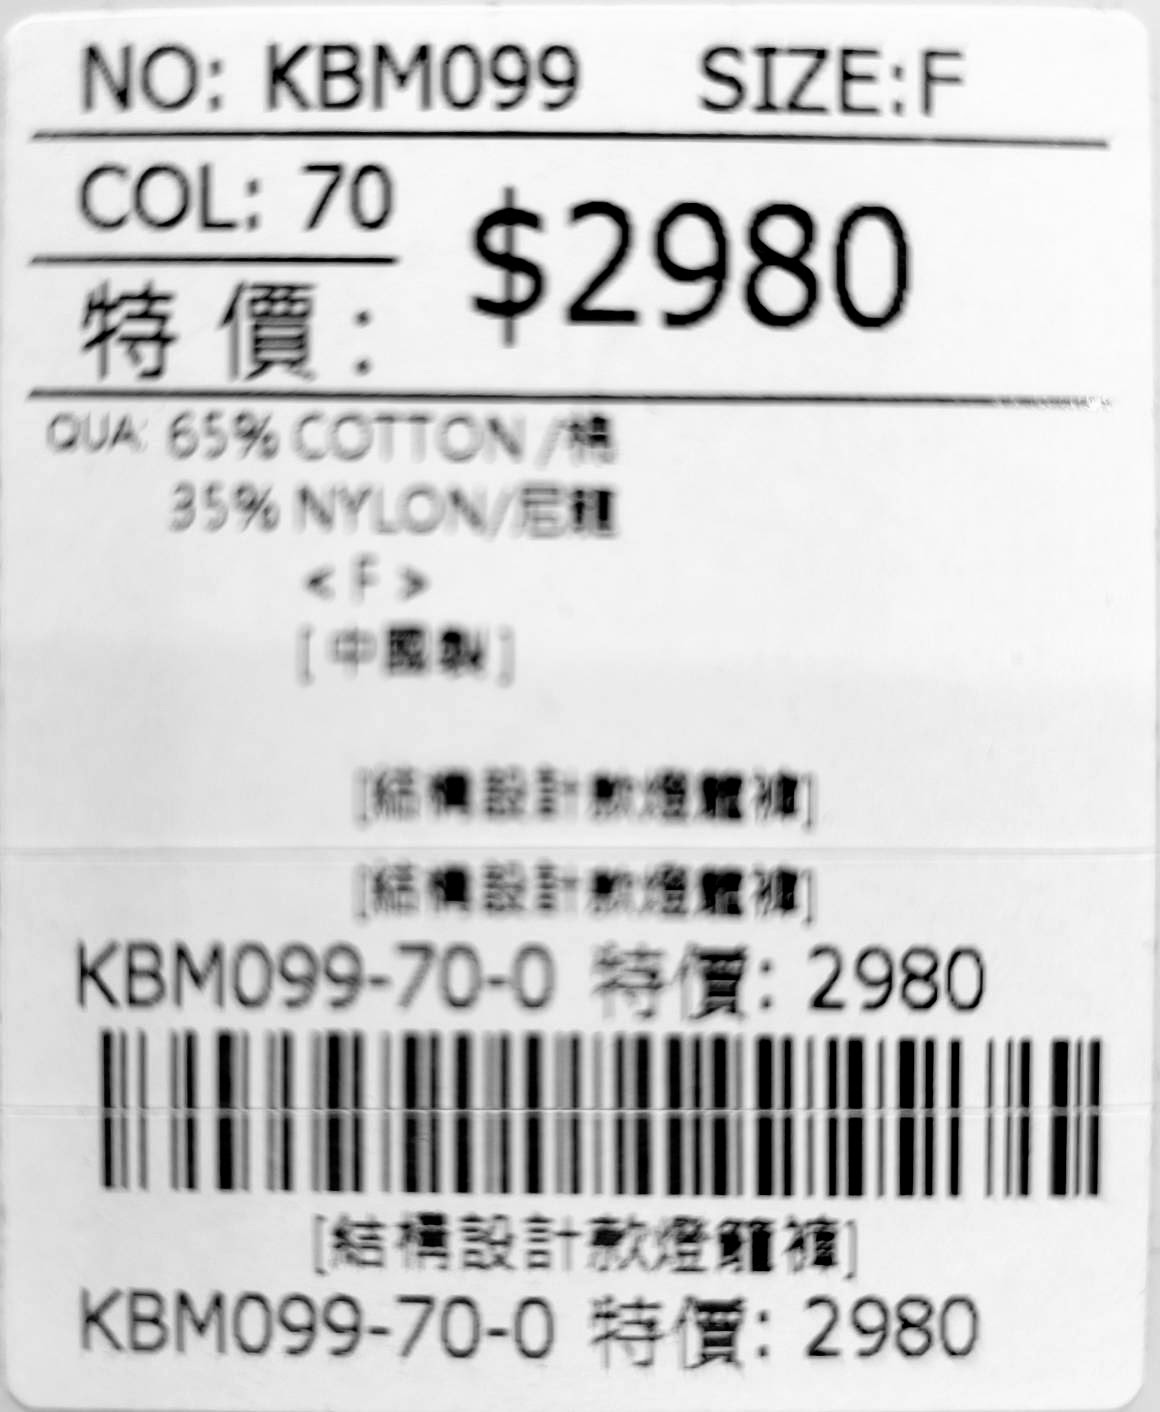 NO: KBM099 SIZE:F
COL: 70
$2980
特價:
QUA: 65% COTTON/棉
35% NYLON/尼龍
<F>
[中國製]
[結構設計款燈籠褲]
[結構設計款燈籠褲]
KBM099-70-0 特價: 2980
[結構設計款燈籠褲]
KBM099-70-0 特價: 2980